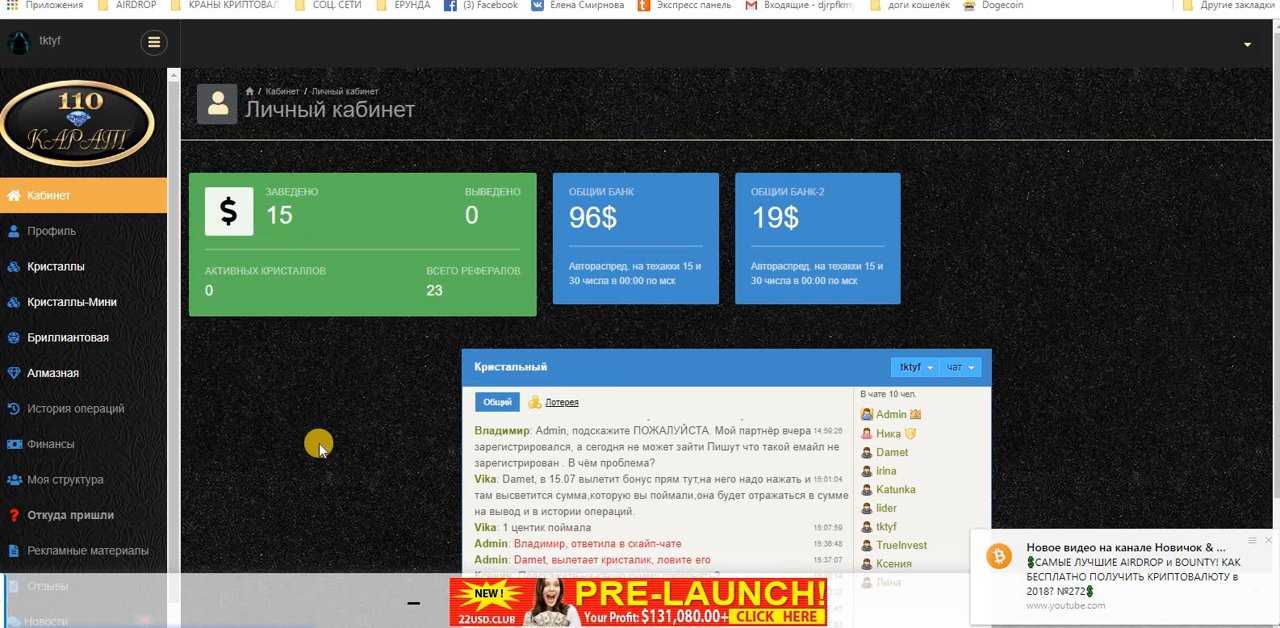 Приложения AIRDROP КРАНЫ КРИПТОВАЛ СОЦ. СЕТИ ЕРУНДА (3) Facebook Елена Смирнова Экспресс панель Входящие - djrpfkm доги кошелёк Dogecoin Другие закладки
tktyf
110
КАРАТ
/ Кабинет / Личный кабинет
Личный кабинет
Кабинет
Профиль
Кристаллы
Кристаллы-Мини
Бриллиантовая
Алмазная
История операций
Финансы
Моя структура
Откуда пришли
Рекламные материалы
Отзывы
Новости
$
ЗАВЕДЕНО ВЫВЕДЕНО
15 0
АКТИВНЫХ КРИСТАЛЛОВ ВСЕГО РЕФЕРАЛОВ
0 23
ОБЩИЙ БАНК
96$
Автораспред. на техакки 15 и
30 числа в 00:00 по мск
ОБЩИЙ БАНК-2
19$
Автораспред. на техакки 15 и
30 числа в 00:00 по мск
Кристальный tktyf чат
Общий Лотерея
Владимир: Admin, подскажите ПОЖАЛУЙСТА. Мой партнёр вчера 14:59:26
зарегистрировался, а сегодня не может зайти Пишут что такой емайл не
зарегистрирован . В чём проблема?
Vika: Damet, в 15.07 вылетит бонус прям тут,на него надо нажать и 15:01:04
там высветится сумма,которую вы поймали,она будет отражаться в сумме
на вывод и в истории операций.
Vika: 1 центик поймала 15:07:59
Admin: Владимир, ответила в скайп-чате 15:36:48
Admin: Damet, вылетает кристалик, ловите его 15:37:07
В чате 10 чел.
Admin
Ника
Damet
irina
Katunka
lider
tktyf
TrueInvest
Ксения
Лина
Новое видео на канале Новичок & ...
САМЫЕ ЛУЧШИЕ AIRDROP и BOUNTY! КАК
БЕСПЛАТНО ПОЛУЧИТЬ КРИПТОВАЛЮТУ в
2018? №272
www.youtube.com
NEW !
22USD.CLUB
PRE-LAUNCH!
Your Profit: $131,080.00+ CLICK HERE